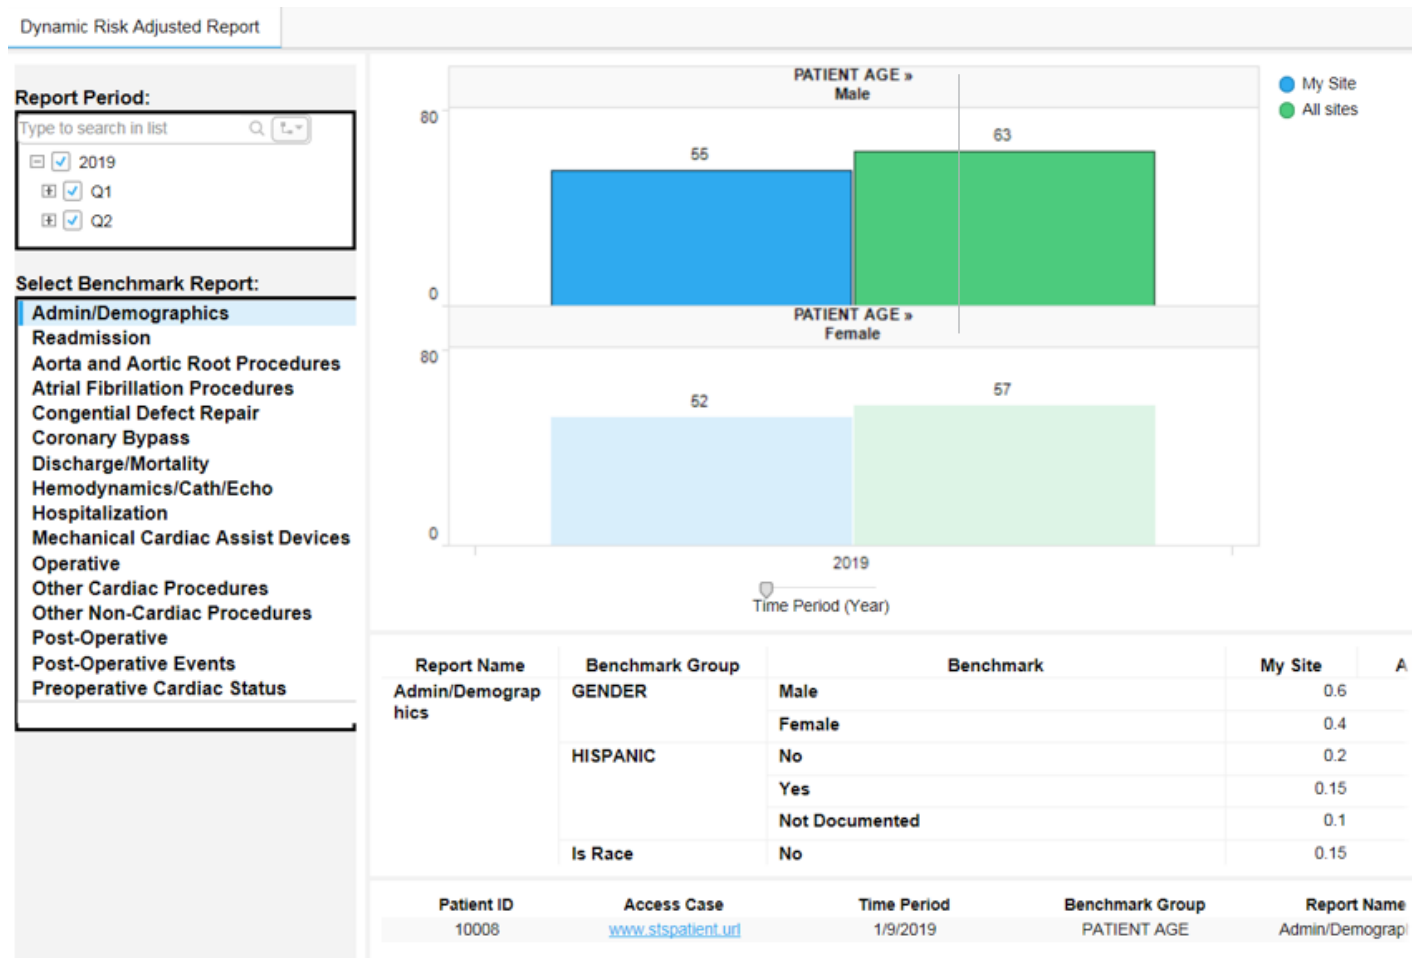 Dynamic Risk Adjusted Report
Report Period:
Type to search in list
2019
Q1
Q2
Select Benchmark Report:
Admin/Demographics
Readmission
Aorta and Aortic Root Procedures
Atrial Fibrillation Procedures
Congential Defect Repair
Coronary Bypass
Discharge/Mortality
Hemodynamics/Cath/Echo
Hospitalization
Mechanical Cardiac Assist Devices
Operative
Other Cardiac Procedures
Other Non-Cardiac Procedures
Post-Operative
Post-Operative Events
Preoperative Cardiac Status
PATIENT AGE »
Male
80
55
63
0
PATIENT AGE »
Female
80
52
57
0
2019
Time Period (Year)
My Site
All sites
Report Name Benchmark Group Benchmark My Site A
Admin/Demograp GENDER Male 0.6
hics
Female 0.4
HISPANIC No 0.2
Yes 0.15
Not Documented 0.1
Is Race No 0.15
Patient ID Access Case Time Period Benchmark Group Report Name
10008 www.stspatient.url 1/9/2019 PATIENT AGE Admin/Demograp